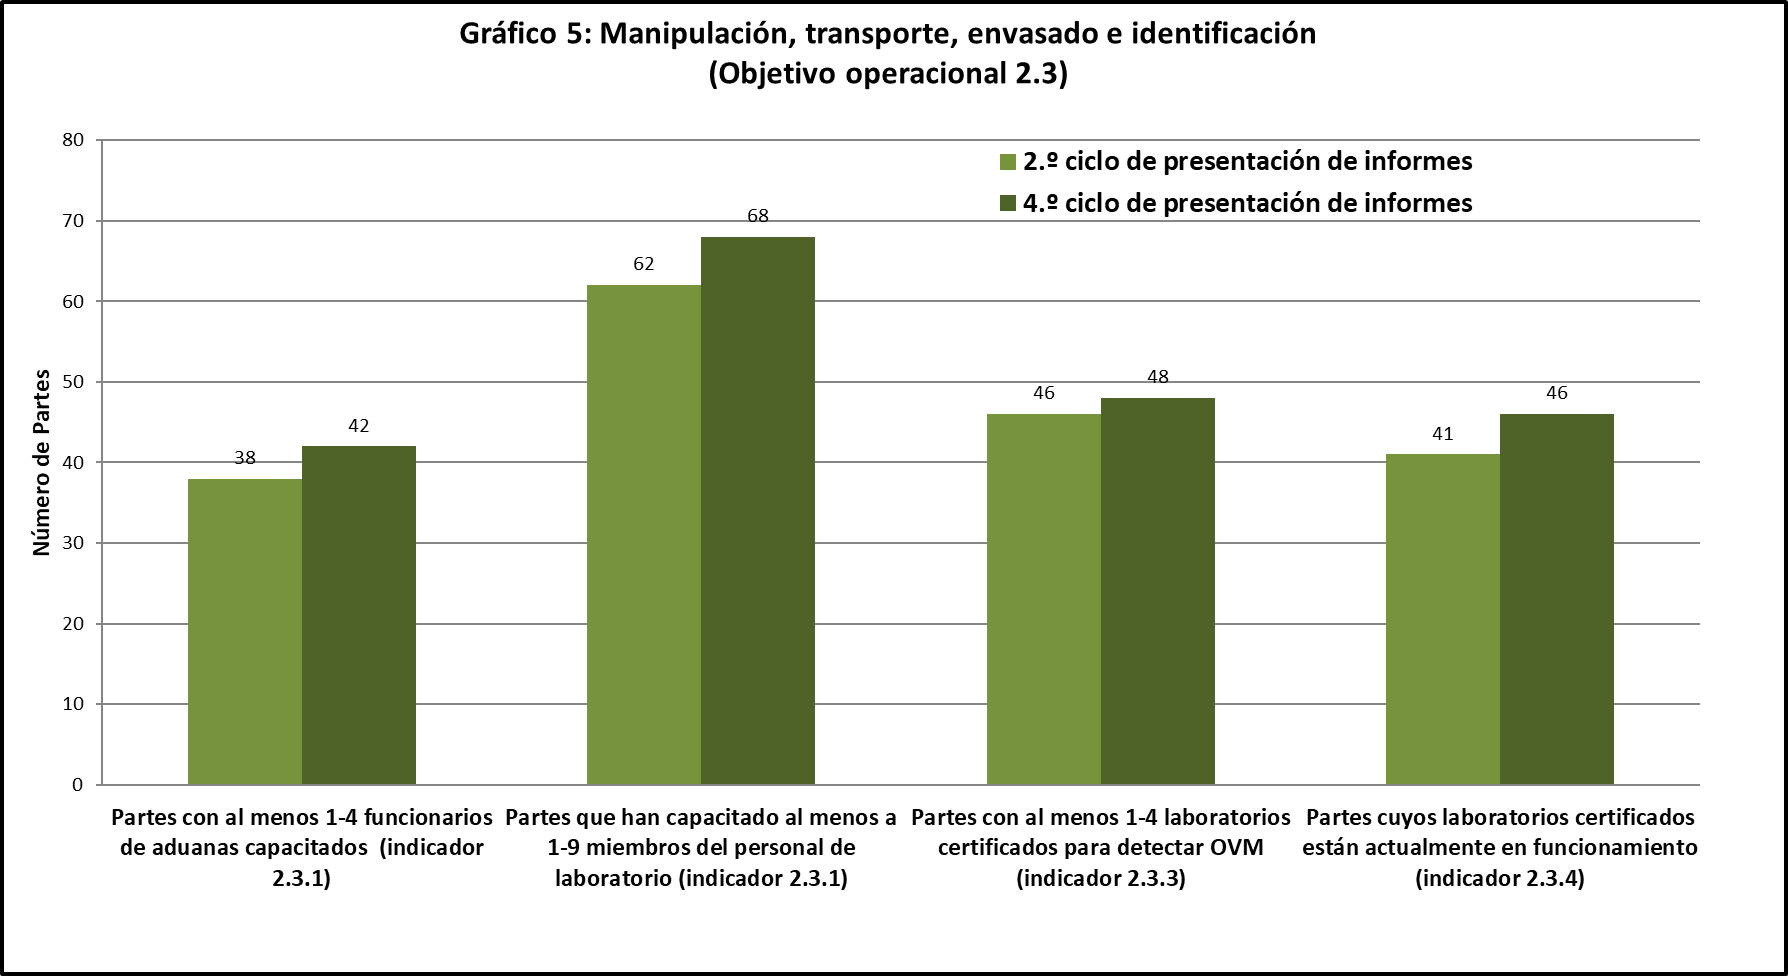 Gráfico 5: Manipulación, transporte, envasado e identificación
(Objetivo operacional 2.3)
2.º ciclo de presentación de informes
4.º ciclo de presentación de informes
Número de Partes
80
70
60
50
40
30
20
10
0
38
42
62
68
46
48
41
46
Partes con al menos 1-4 funcionarios
de aduanas capacitados (indicador
2.3.1)
Partes que han capacitado al menos a
1-9 miembros del personal de
laboratorio (indicador 2.3.1)
Partes con al menos 1-4 laboratorios
certificados para detectar OVM
(indicador 2.3.3)
Partes cuyos laboratorios certificados
están actualmente en funcionamiento
(indicador 2.3.4)